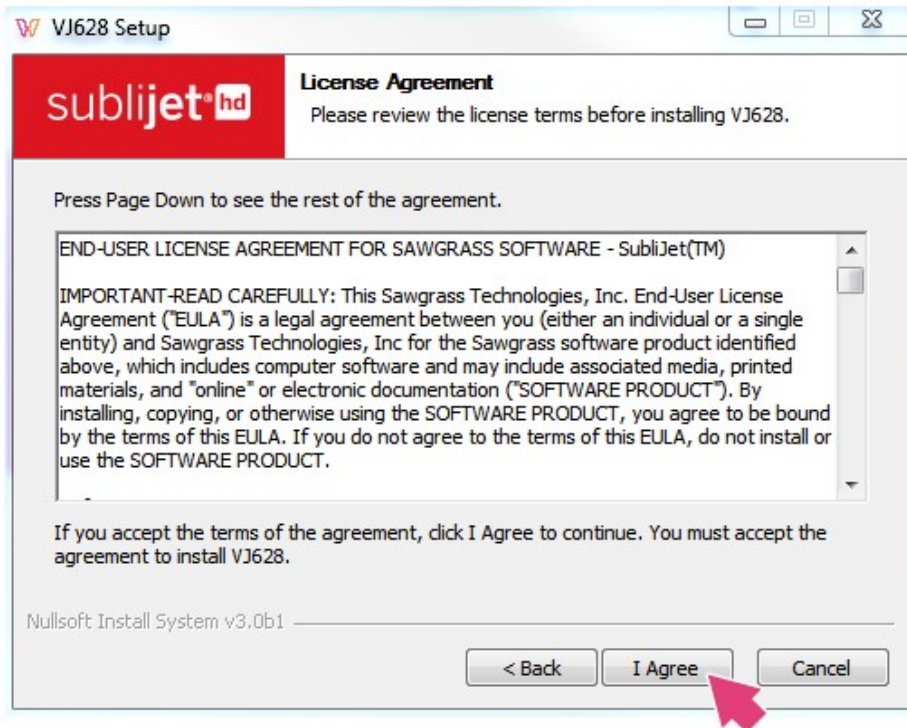 VJ628 Setup
sublijet hd
License Agreement
Please review the license terms before installing VJ628.
Press Page Down to see the rest of the agreement.
END-USER LICENSE AGREEMENT FOR SAWGRASS SOFTWARE - SubliJet(TM)
IMPORTANT-READ CAREFULLY: This Sawgrass Technologies, Inc. End-User License
Agreement ("EULA") is a legal agreement between you (either an individual or a single
entity) and Sawgrass Technologies, Inc for the Sawgrass software product identified
above, which includes computer software and may include associated media, printed
materials, and "online" or electronic documentation ("SOFTWARE PRODUCT"). By
installing, copying, or otherwise using the SOFTWARE PRODUCT, you agree to be bound
by the terms of this EULA. If you do not agree to the terms of this EULA, do not install or
use the SOFTWARE PRODUCT.
If you accept the terms of the agreement, click I Agree to continue. You must accept the
agreement to install VJ628.
Nullsoft Install System v3.0b1
< Back
I Agree
Cancel